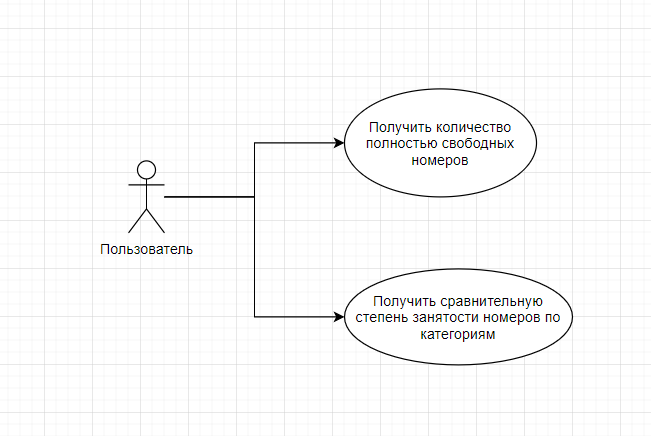 Получить количество
полностью свободных
номеров
Пользователь
Получить сравнительную
степень занятости номеров по
категориям